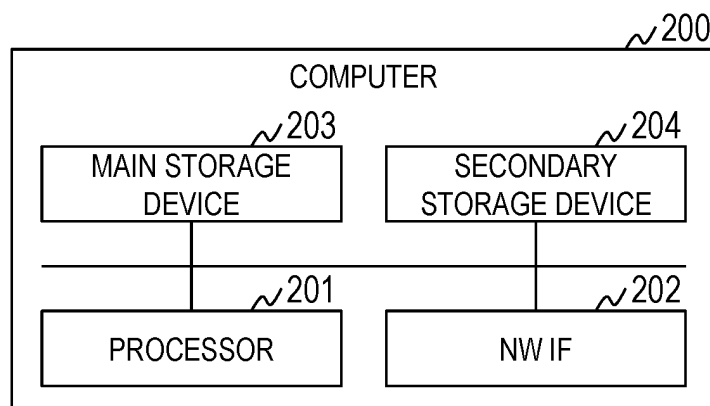 200
COMPUTER
203
204
MAIN STORAGE
DEVICE
SECONDARY
STORAGE DEVICE
201
202
PROCESSOR
NW IF